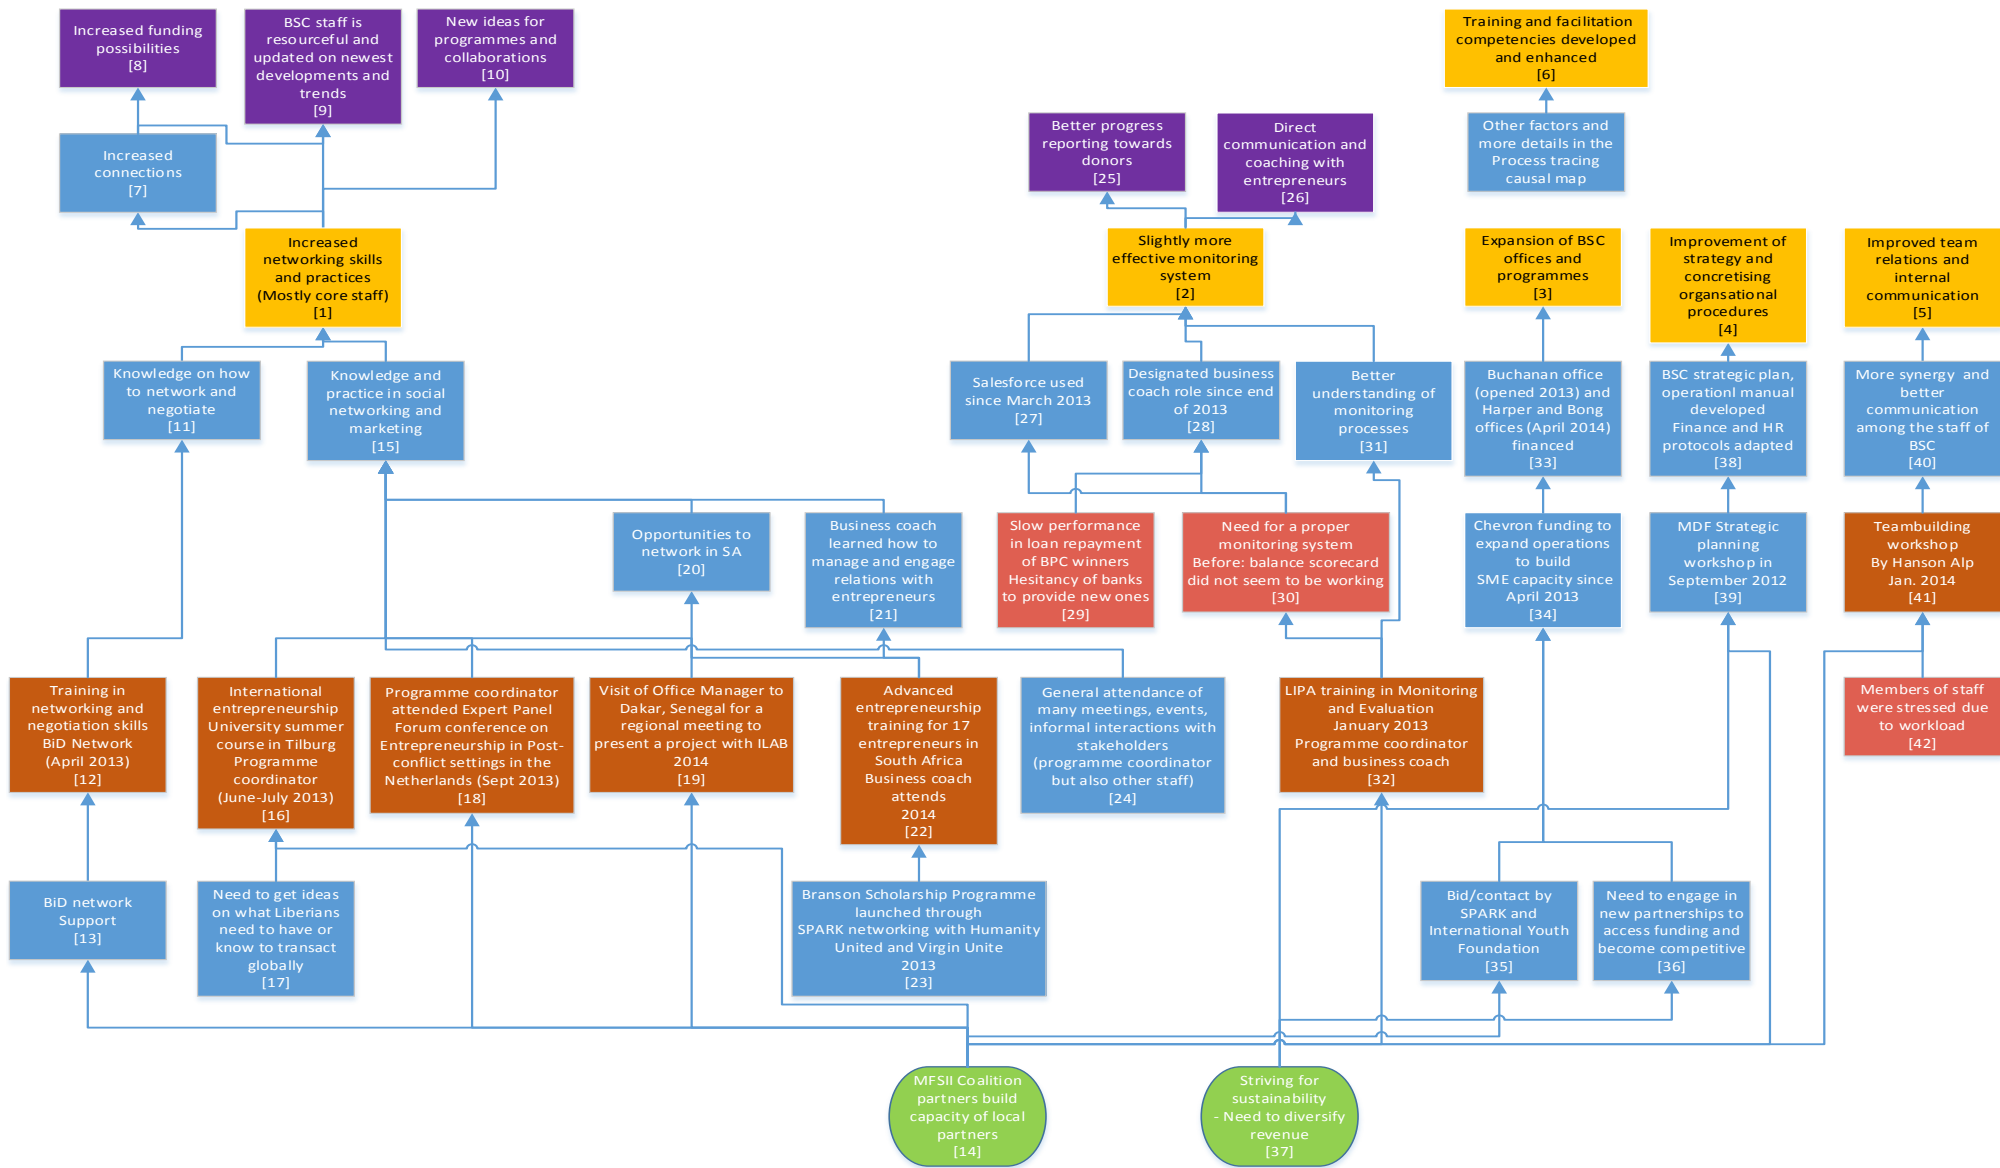 Increased funding
possibilities
[8]
BSC staff is
resourceful and
updated on newest
developments and
trends
[9]
New ideas for
programmes and
collaborations
[10]
Training and facilitation
competencies developed
and enhanced
[6]
Increased
connections
[7]
Better progress
reporting towards
donors
[25]
Direct
communication and
coaching with
entrepreneurs
[26]
Other factors and
more details in the
Process tracing
causal map
Increased
networking skills
and practices
(Mostly core staff)
[1]
Slightly more
effective monitoring
system
[2]
Expansion of BSC
offices and
programmes
[3]
Improvement of
strategy and
concretising
organsational
procedures
[4]
Improved team
relations and
internal
communication
[5]
Knowledge on how
to network and
negotiate
[11]
Knowledge and
practice in social
networking and
marketing
[15]
Salesforce used
since March 2013
[27]
Designated business
coach role since end
of 2013
[28]
Better
understanding of
monitoring
processes
[31]
Buchanan office
(opened 2013) and
Harper and Bong
offices (April 2014)
financed
[33]
BSC strategic plan,
operationl manual
developed
Finance and HR
protocols adapted
[38]
More synergy and
better
communication
among the staff of
BSC
[40]
Opportunities to
network in SA
[20]
Business coach
learned how to
manage and engage
relations with
entrepreneurs
[21]
Slow performance
in loan repayment
of BPC winners
Hesitancy of banks
to provide new ones
[29]
Need for a proper
monitoring system
Before: balance scorecard
did not seem to be working
[30]
Chevron funding to
expand operations
to build
SME capacity since
April 2013
[34]
MDF Strategic
planning
workshop in
September 2012
[39]
Teambuilding
workshop
By Hanson Alp
Jan. 2014
[41]
Training in
networking and
negotiation skills
BiD Network
(April 2013)
[12]
International
entrepreneurship
University summer
course in Tilburg
Programme
coordinator
(June-July 2013)
[16]
Programme coordinator
attended Expert Panel
Forum conference on
Entrepreneurship in Post-
conflict settings in the
Netherlands (Sept 2013)
[18]
Visit of Office Manager to
Dakar, Senegal for a
regional meeting to
present a project with ILAB
2014
[19]
Advanced
entrepreneurship
training for 17
entrepreneurs in
South Africa
Business coach
attends
2014
[22]
General attendance of
many meetings, events,
informal interactions with
stakeholders
(programme coordinator
but also other staff)
[24]
LIPA training in Monitoring
and Evaluation
January 2013
Programme coordinator
and business coach
[32]
Members of staff
were stressed due
to workload
[42]
BiD network
Support
[13]
Need to get ideas
on what Liberians
need to have or
know to transact
globally
[17]
Branson Scholarship Programme
launched through
SPARK networking with Humanity
United and Virgin Unite
2013
[23]
Bid/contact by
SPARK and
International Youth
Foundation
[35]
Need to engage in
new partnerships to
access funding and
become competitive
[36]
MFSII Coalition
partners build
capacity of local
partners
[14]
Striving for
sustainability
- Need to diversify
revenue
[37]